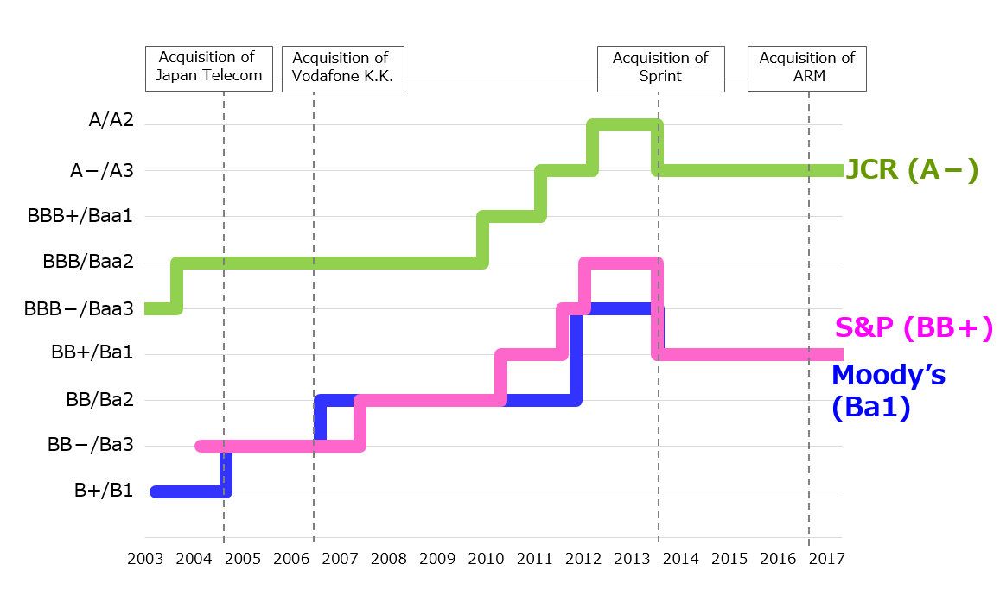 Acquisition of
Japan Telecom
Acquisition of
Vodafone K.K.
Acquisition of
Sprint
Acquisition of
ARM
A/A2
A−/A3
BBB+/Baa1
BBB/Baa2
BBB−/Baa3
BB+/Ba1
BB/Ba2
BB−/Ba3
B+/B1
JCR (A−)
S&P (BB+)
Moody’s
(Ba1)
2003 2004 2005 2006 2007 2008 2009 2010 2011 2012 2013 2014 2015 2016 2017